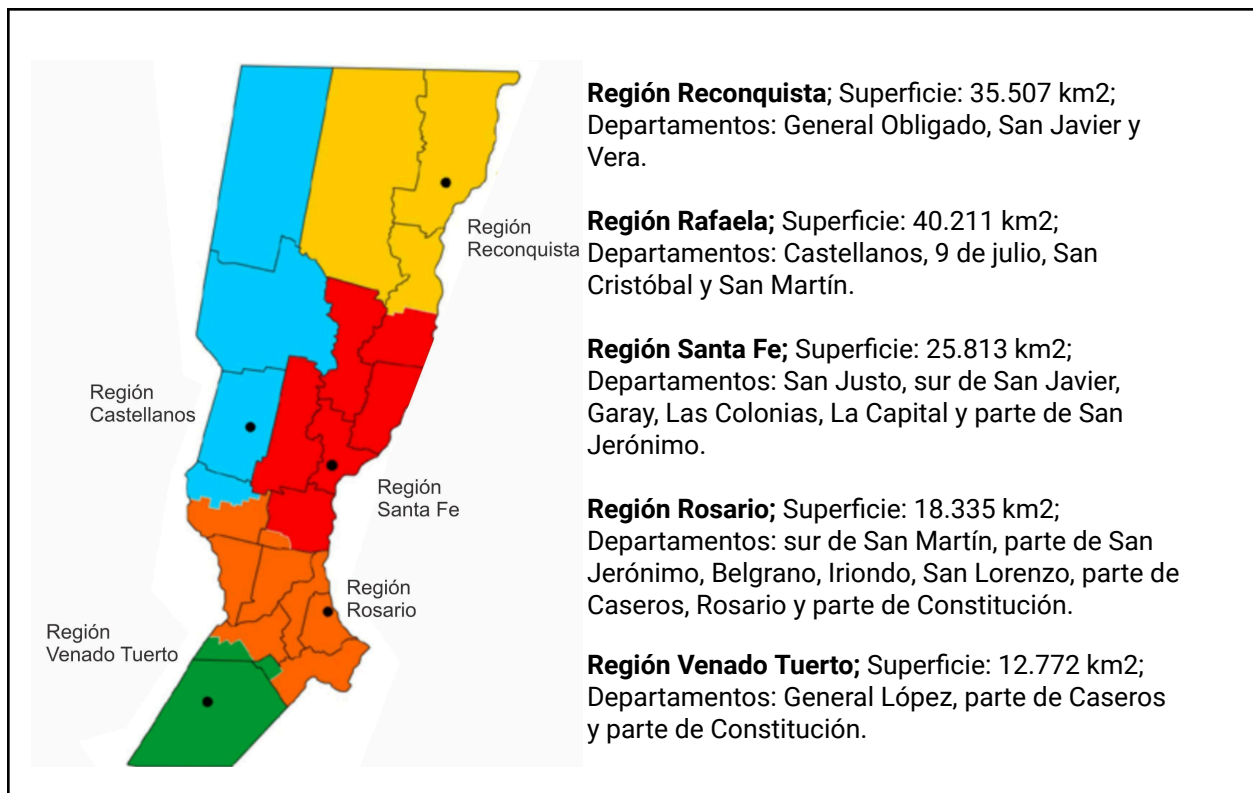 Región
Reconquista
Región
Castellanos
Región
Santa Fe
Región
Rosario
Región
Venado Tuerto
Región Reconquista; Superficie: 35.507 km2;
Departamentos: General Obligado, San Javier y
Vera.
Región Rafaela; Superficie: 40.211 km2;
Departamentos: Castellanos, 9 de julio, San
Cristóbal y San Martín.
Región Santa Fe; Superficie: 25.813 km2;
Departamentos: San Justo, sur de San Javier,
Garay, Las Colonias, La Capital y parte de San
Jerónimo.
Región Rosario; Superficie: 18.335 km2;
Departamentos: sur de San Martín, parte de San
Jerónimo, Belgrano, Iriondo, San Lorenzo, parte de
Caseros, Rosario y parte de Constitución.
Región Venado Tuerto; Superficie: 12.772 km2;
Departamentos: General López, parte de Caseros
y parte de Constitución.